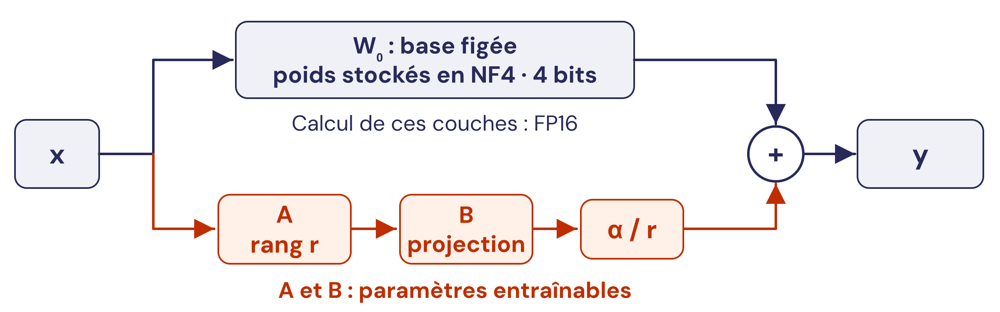 W₀ : base figée
poids stockés en NF4 · 4 bits
Calcul de ces couches : FP16
x
+
y
A
rang r
B
projection
α / r
A et B : paramètres entraînables